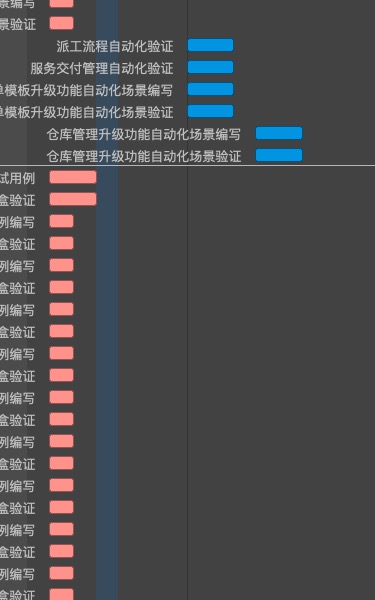 景编写
景验证
派工流程自动化验证
服务交付管理自动化验证
单模板升级功能自动化场景编写
单模板升级功能自动化场景验证
仓库管理升级功能自动化场景编写
仓库管理升级功能自动化场景验证
试用例
盒验证
例编写
盒验证
例编写
盒验证
例编写
盒验证
例编写
盒验证
例编写
盒验证
例编写
盒验证
例编写
盒验证
例编写
盒验证
例编写
盒验证
例编写
盒验证